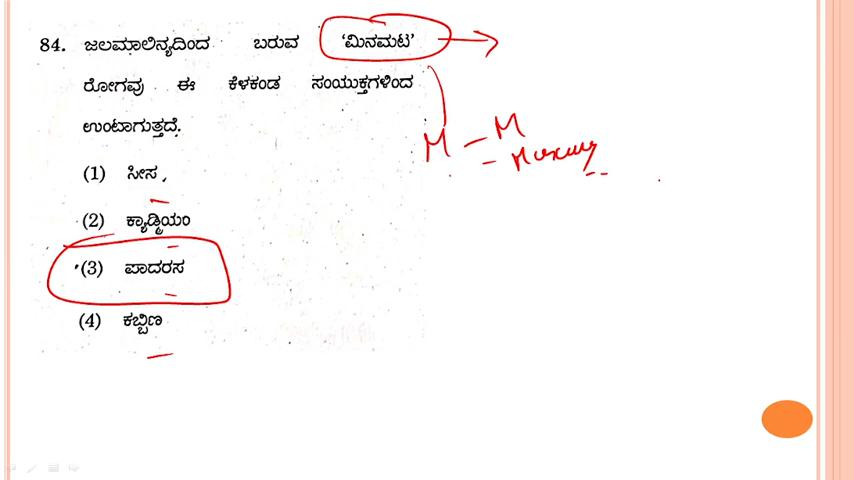 84. ಜಲಮಾಲಿನ್ಯದಿಂದ ಬರುವ ‘ಮಿನಮಟ’
ರೋಗವು ಈ ಕೆಳಕಂಡ ಸಂಯುಕ್ತಗಳಿಂದ
ಉಂಟಾಗುತ್ತದೆ.
M - M
- Mercury
(1) ಸೀಸ
(2) ಕ್ಯಾಡ್ಮಿಯಂ
(3) ಪಾದರಸ
(4) ಕಬ್ಬಿಣ